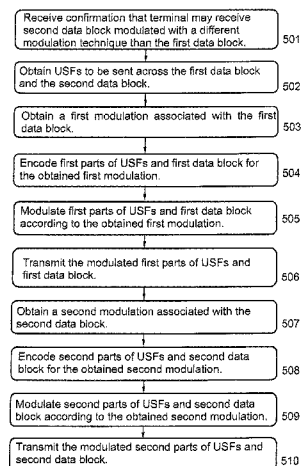 Receive confirmation that terminal may receive
second data block modulated with a different
modulation technique than the first data block.
501
Obtain USFs to be sent across the first data block
and the second data block.
502
Obtain a first modulation associated with the first
data block.
503
Encode first parts of USFs and first data block for
the obtained first modulation.
504
Modulate first parts of USFs and first data block
according to the obtained first modulation.
505
Transmit the modulated first parts of USFs and
first data block.
506
Obtain a second modulation associated with the
second data block.
507
Encode second parts of USFs and second data
block for the obtained second modulation.
508
Modulate second parts of USFs and second data
block according to the obtained second modulation.
509
Transmit the modulated second parts of USFs and
second data block.
510